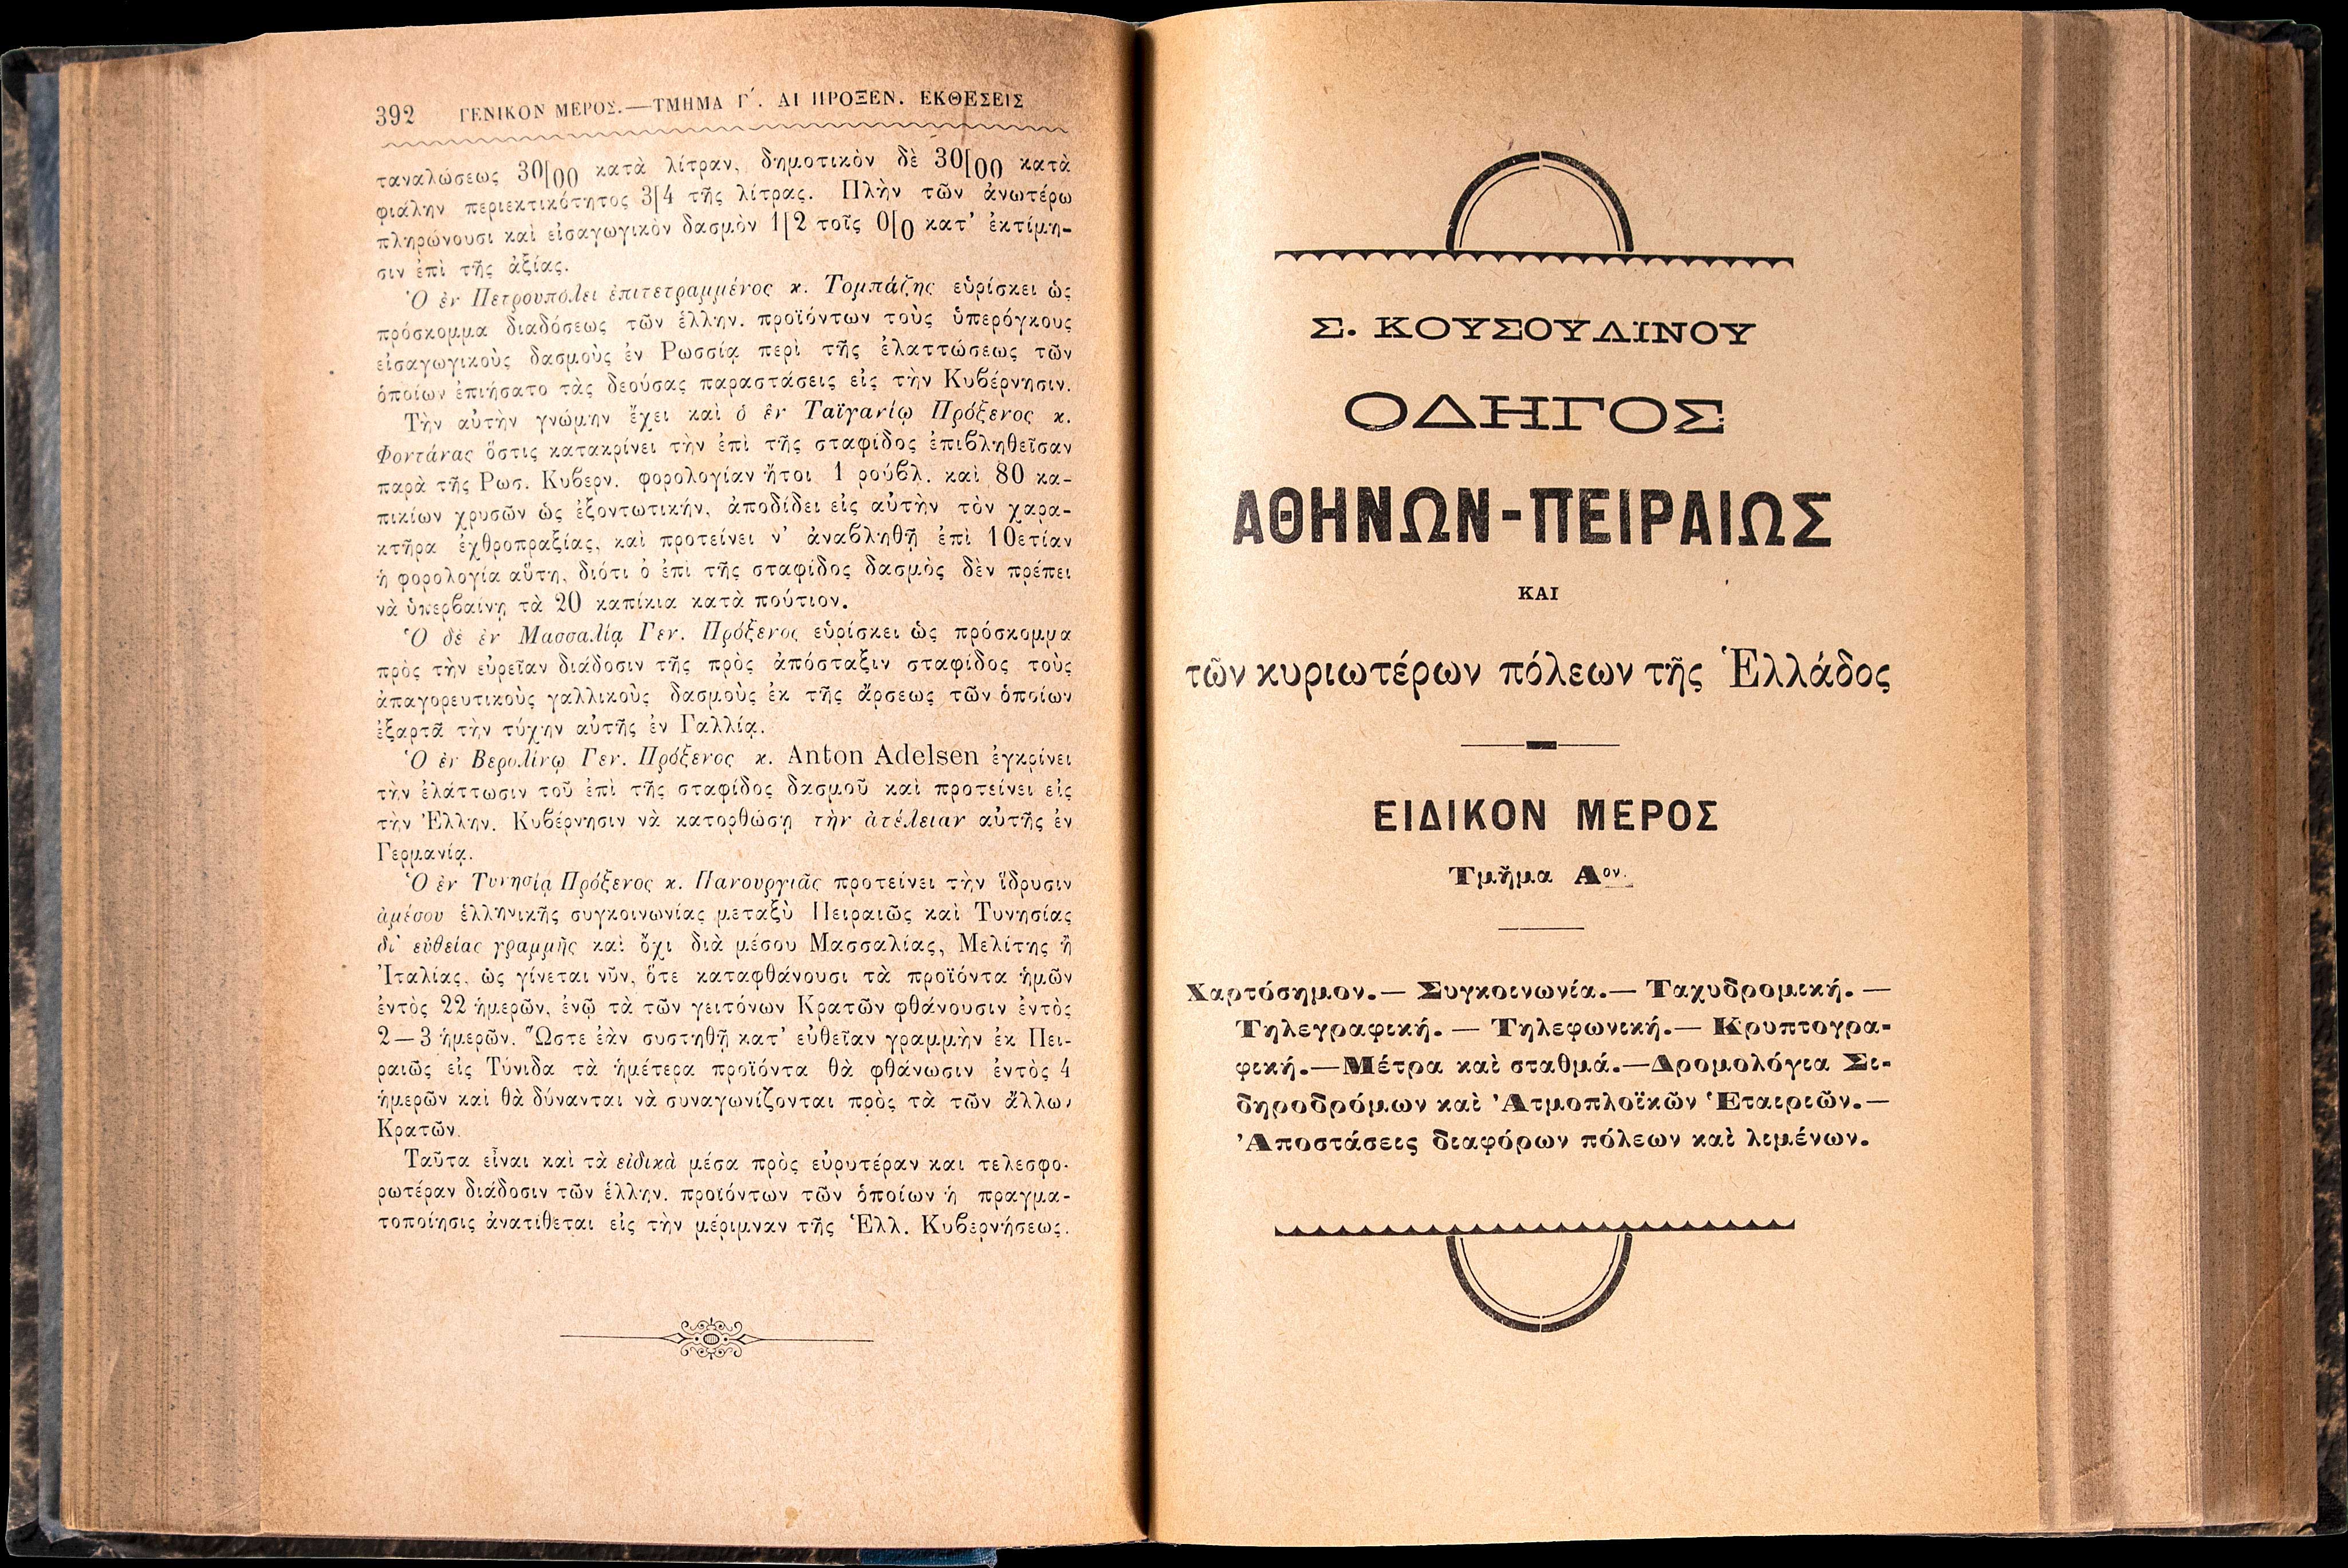 392 ΓΕΝΙΚΟΝ ΜΕΡΟΣ.—ΤΜΗΜΑ Γ΄. ΑΙ ΠΡΟΞΕΝ. ΕΚΘΕΣΕΙΣ
ταναλώσεως 30[00 κατὰ λίτραν, δημοτικὸν δὲ 30[00 κατὰ
φιάλην περιεκτικότητος 3[4 τῆς λίτρας. Πλὴν τῶν ἀνωτέρω
πληρώνουσι καὶ εἰσαγωγικὸν δασμὸν 1[2 τοῖς 0[0 κατ’ ἐκτίμη-
σιν ἐπὶ τῆς ἀξίας.
Ὁ ἐν Πετρουπόλει ἐπιτετραμμένος κ. Τομπάζης εὑρίσκει ὡς
πρόσκομμα διαδόσεως τῶν ἑλλην. προϊόντων τοὺς ὑπερόγκους
εἰσαγωγικοὺς δασμοὺς ἐν Ρωσσίᾳ περὶ τῆς ἐλαττώσεως τῶν
ὁποίων ἐπιήσατο τὰς δεούσας παραστάσεις εἰς τὴν Κυβέρνησιν.
Τὴν αὐτὴν γνώμην ἔχει καὶ ὁ ἐν Ταϊγανίῳ Πρόξενος κ.
Φοντάνας ὅστις κατακρίνει τὴν ἐπὶ τῆς σταφίδος ἐπιβληθεῖσαν
παρὰ τῆς Ρωσ. Κυβερν. φορολογίαν ἤτοι 1 ρούβλ. καὶ 80 κα-
πικίων χρυσῶν ὡς ἐξοντωτικήν, ἀποδίδει εἰς αὐτὴν τὸν χαρα-
κτῆρα ἐχθροπραξίας, καὶ προτείνει ν’ ἀναβληθῇ ἐπὶ 10ετίαν
ἡ φορολογία αὕτη, διότι ὁ ἐπὶ τῆς σταφίδος δασμὸς δὲν πρέπει
νὰ ὑπερβαίνῃ τὰ 20 καπίκια κατὰ πούτιον.
Ὁ δὲ ἐν Μασσαλίᾳ Γεν. Πρόξενος εὑρίσκει ὡς πρόσκομμα
πρὸς τὴν εὐρεῖαν διάδοσιν τῆς πρὸς ἀπόσταξιν σταφίδος τοὺς
ἀπαγορευτικοὺς γαλλικοὺς δασμοὺς ἐκ τῆς ἄρσεως τῶν ὁποίων
ἐξαρτᾶ τὴν τύχην αὐτῆς ἐν Γαλλίᾳ.
Ὁ ἐν Βερολίνῳ Γεν. Πρόξενος κ. Anton Adelsen ἐγκρίνει
τὴν ἐλάττωσιν τοῦ ἐπὶ τῆς σταφίδος δασμοῦ καὶ προτείνει εἰς
τὴν Ἑλλην. Κυβέρνησιν νὰ κατορθώσῃ τὴν ἀτέλειαν αὐτῆς ἐν
Γερμανίᾳ.
Ὁ ἐν Τυνησίᾳ Πρόξενος κ. Πανουργιᾶς προτείνει τὴν ἵδρυσιν
ἀμέσου ἑλληνικῆς συγκοινωνίας μεταξὺ Πειραιῶς καὶ Τυνησίας
δι’ εὐθείας γραμμῆς καὶ ὄχι διὰ μέσου Μασσαλίας, Μελίτης ἢ
Ἰταλίας, ὡς γίνεται νῦν, ὅτε καταφθάνουσι τὰ προϊόντα ἡμῶν
ἐντὸς 22 ἡμερῶν, ἐνῷ τὰ τῶν γειτόνων Κρατῶν φθάνουσιν ἐντὸς
2—3 ἡμερῶν. Ὥστε ἐὰν συστηθῇ κατ’ εὐθεῖαν γραμμὴν ἐκ Πει-
ραιῶς εἰς Τύνιδα τὰ ἡμέτερα προϊόντα θὰ φθάνωσιν ἐντὸς 4
ἡμερῶν καὶ θὰ δύνανται νὰ συναγωνίζονται πρὸς τὰ τῶν ἄλλων
Κρατῶν.
Ταῦτα εἶναι καὶ τὰ εἰδικὰ μέσα πρὸς εὐρυτέραν και τελεσφο-
ρωτέραν διάδοσιν τῶν ἑλλην. προϊόντων τῶν ὁποίων ἡ πραγμα-
τοποίησις ἀνατίθεται εἰς τὴν μέριμναν τῆς Ἑλλ. Κυβερνήσεως.
Σ. ΚΟΥΣΟΥΛΙΝΟΥ
ΟΔΗΓΟΣ
ΑΘΗΝΩΝ-ΠΕΙΡΑΙΩΣ
ΚΑΙ
τῶν κυριωτέρων πόλεων τῆς Ἑλλάδος
ΕΙΔΙΚΟΝ ΜΕΡΟΣ
Τμῆμα Αον.
Χαρτόσημον.— Συγκοινωνία.— Ταχυδρομική. —
Τηλεγραφική. — Τηλεφωνική.— Κρυπτογρα-
φική.—Μέτρα καὶ σταθμά.—Δρομολόγια Σι-
δηροδρόμων καὶ Ἀτμοπλοϊκῶν Ἑταιριῶν.—
Ἀποστάσεις διαφόρων πόλεων καὶ λιμένων.